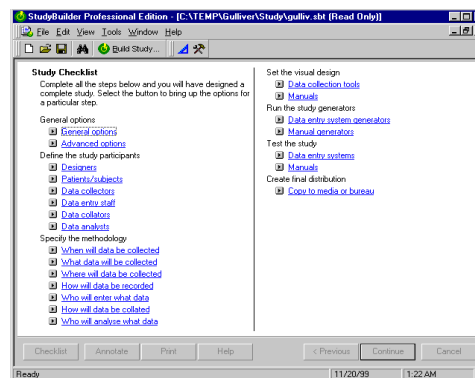 StudyBuilder Professional Edition - [C:\TEMP\Gulliver\Study\gulliv.sbt (Read Only)]
File Edit View Tools Window Help
Build Study...
Study Checklist
Complete all the steps below and you will have designed a
complete study. Select the button to bring up the options for
a particular step.
General options
General options
Advanced options
Define the study participants
Designers
Patients/subjects
Data collectors
Data entry staff
Data collators
Data analysts
Specify the methodology
When will data be collected
What data will be collected
Where will data be collected
How will data be recorded
Who will enter what data
How will data be collated
Who will analyse what data
Set the visual design
Data collection tools
Manuals
Run the study generators
Data entry system generators
Manual generators
Test the study
Data entry systems
Manuals
Create final distribution
Copy to media or bureau
Checklist Annotate Print Help < Previous Continue Cancel
Ready 11/20/99 1:22 AM